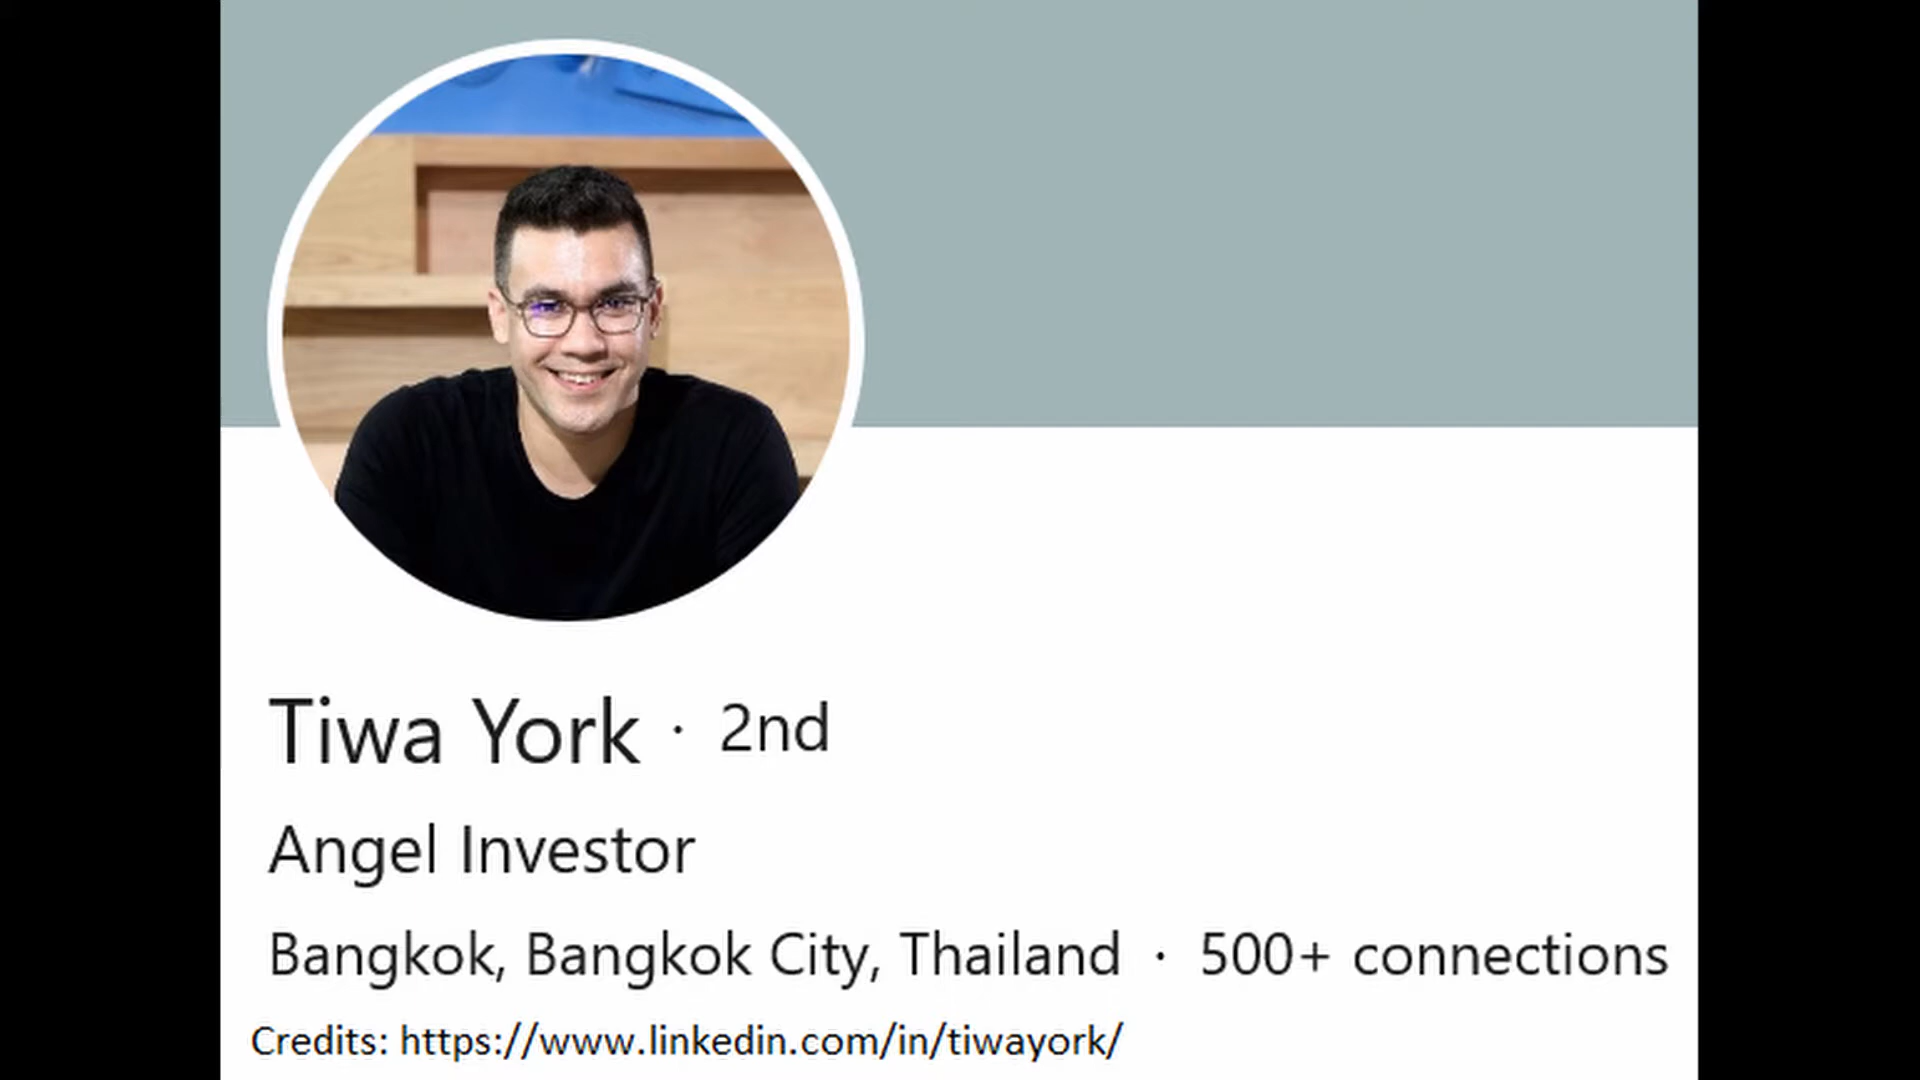 Tiwa York · 2nd
Angel Investor
Bangkok, Bangkok City, Thailand · 500+ connections
Credits: https://www.linkedin.com/in/tiwayork/